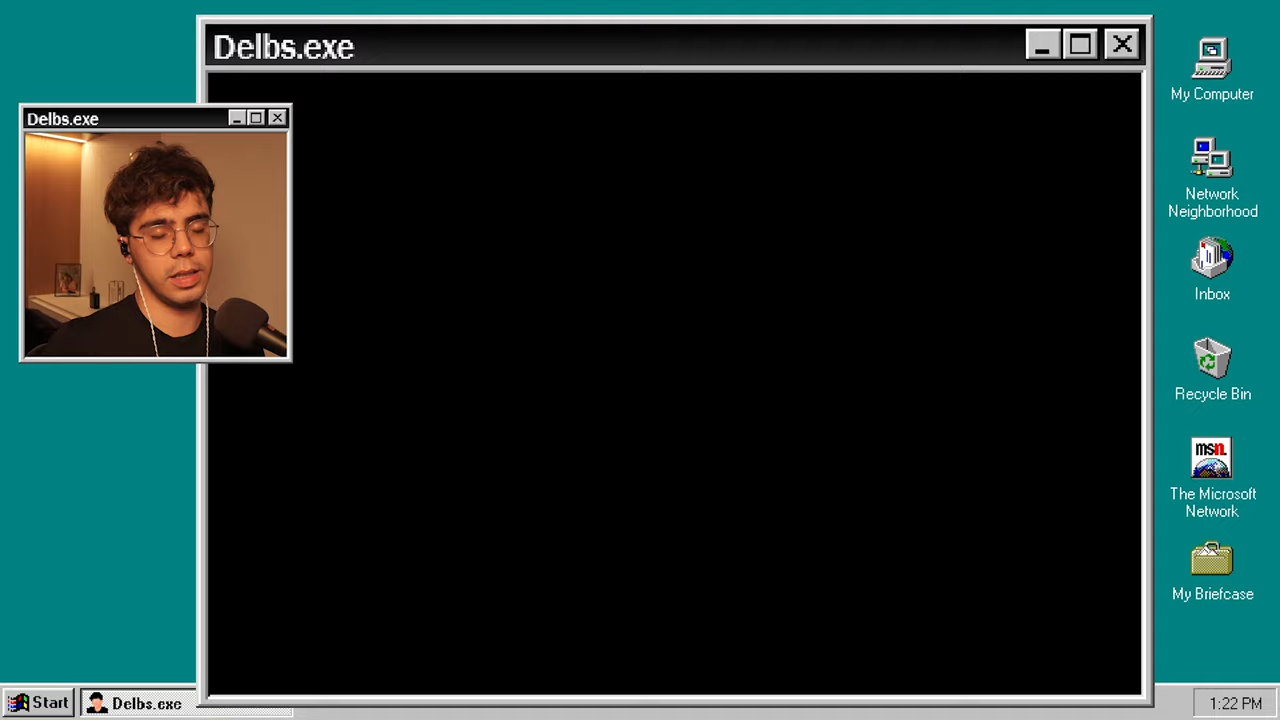 Delbs.exe
My Computer
Delbs.exe
Network
Neighborhood
Inbox
Recycle Bin
msn
The Microsoft
Network
My Briefcase
Start
Delbs.exe
1:22 PM